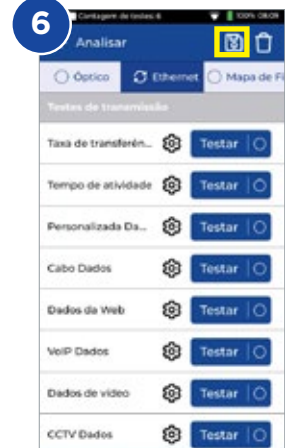 6
Contagem de testes: 6 100% 08:09
Analisar
Óptico Ethernet Mapa de Fi
Testes de transmissão
Taxa de transferên... Testar
Tempo de atividade Testar
Personalizada Da... Testar
Cabo Dados Testar
Dados da Web Testar
VoIP Dados Testar
Dados de vídeo Testar
CCTV Dados Testar